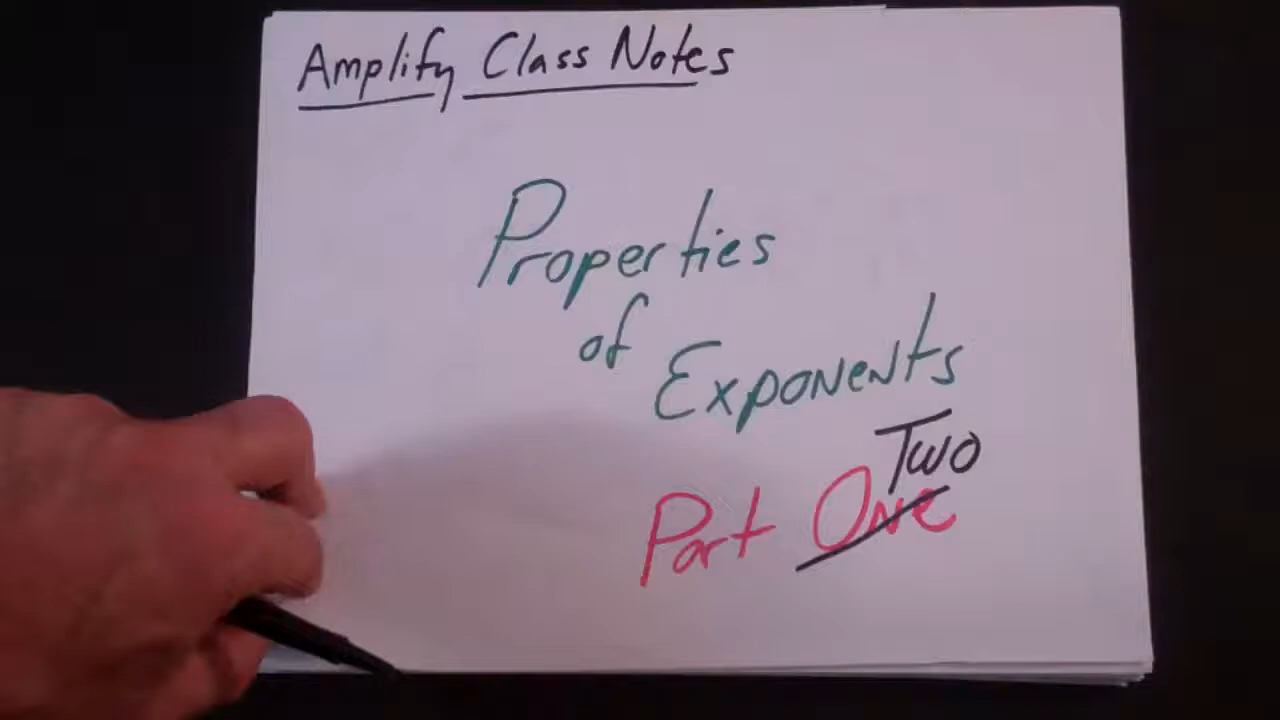 Amplify Class Notes
Properties
of
Exponents
Two
Part One